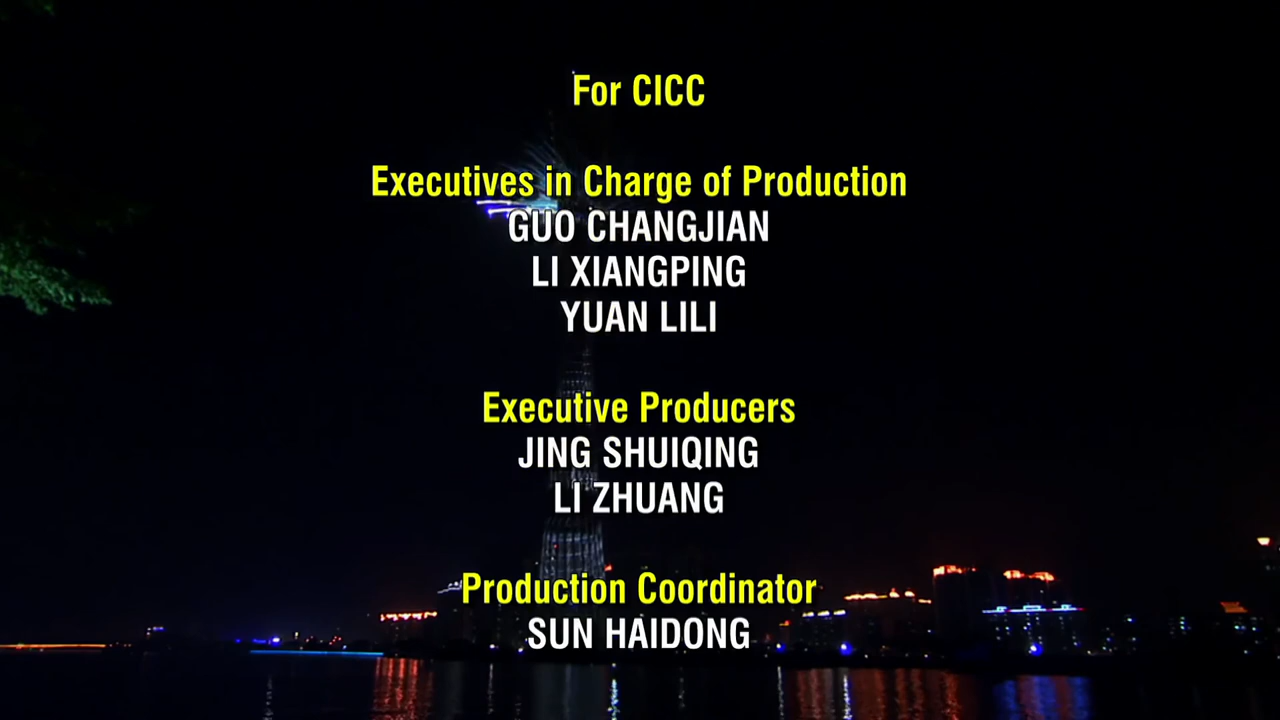 For CICC
Executives in Charge of Production
GUO CHANGJIAN
LI XIANGPING
YUAN LILI
Executive Producers
JING SHUIQING
LI ZHUANG
Production Coordinator
SUN HAIDONG